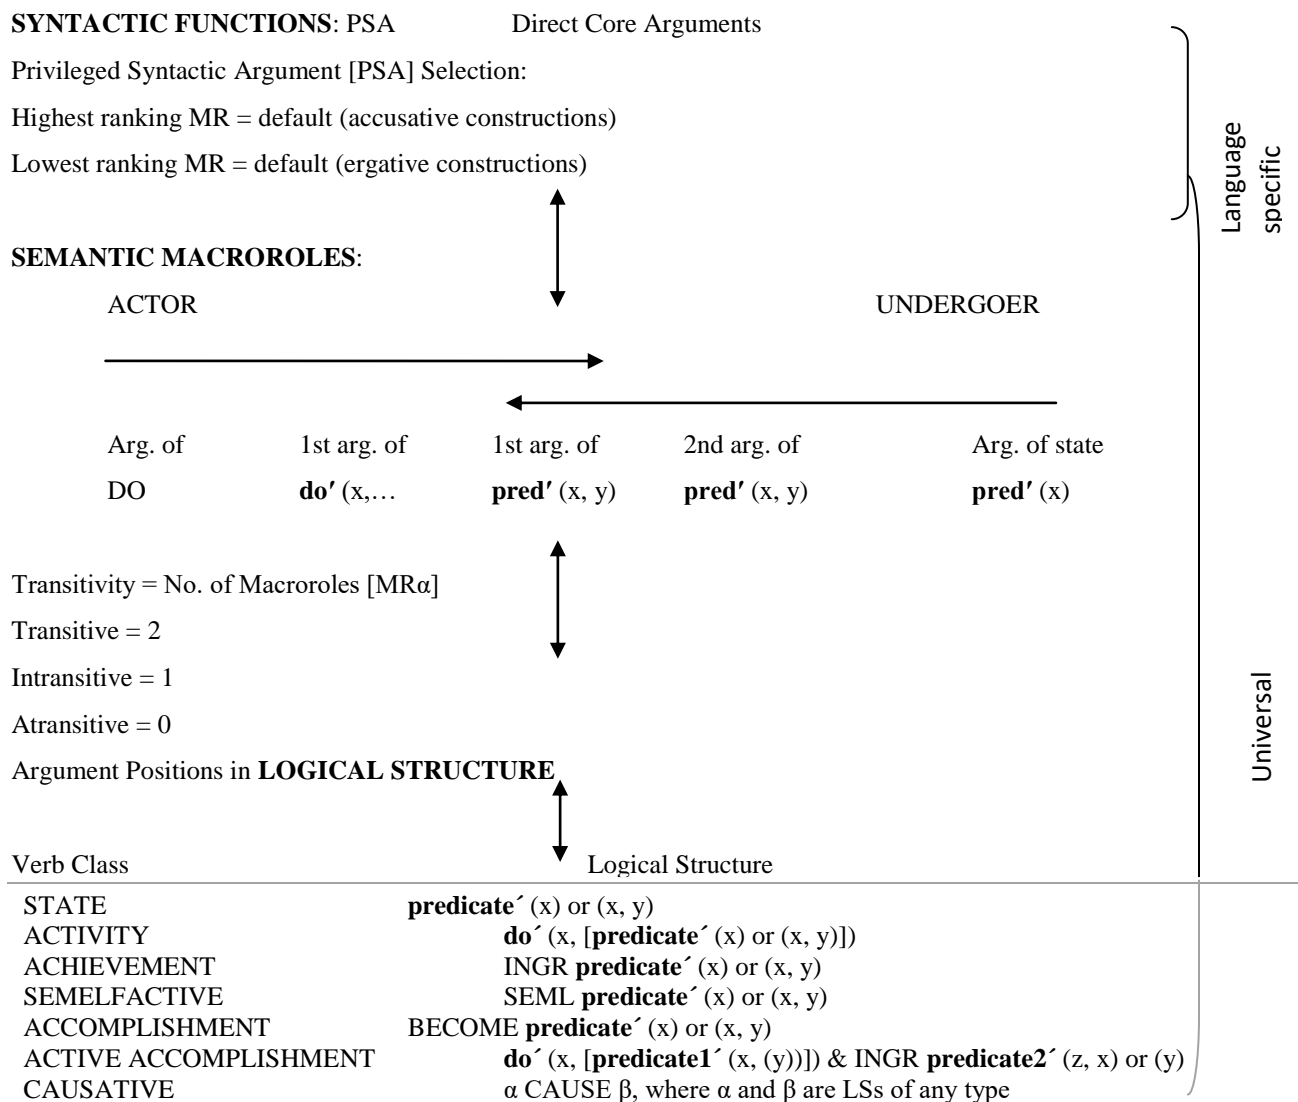 SYNTACTIC FUNCTIONS: PSA Direct Core Arguments
Privileged Syntactic Argument [PSA] Selection:
Highest ranking MR = default (accusative constructions)
Lowest ranking MR = default (ergative constructions)
Language
specific
SEMANTIC MACROROLES:
ACTOR UNDERGOER
Arg. of 1st arg. of 1st arg. of 2nd arg. of Arg. of state
DO do′ (x,… pred′ (x, y) pred′ (x, y) pred′ (x)
Transitivity = No. of Macroroles [MRα]
Transitive = 2
Intransitive = 1
Atransitive = 0
Universal
Argument Positions in LOGICAL STRUCTURE
Verb Class Logical Structure
STATE predicate´ (x) or (x, y)
ACTIVITY do´ (x, [predicate´ (x) or (x, y)])
ACHIEVEMENT INGR predicate´ (x) or (x, y)
SEMELFACTIVE SEML predicate´ (x) or (x, y)
ACCOMPLISHMENT BECOME predicate´ (x) or (x, y)
ACTIVE ACCOMPLISHMENT do´ (x, [predicate1´ (x, (y))]) & INGR predicate2´ (z, x) or (y)
CAUSATIVE α CAUSE β, where α and β are LSs of any type